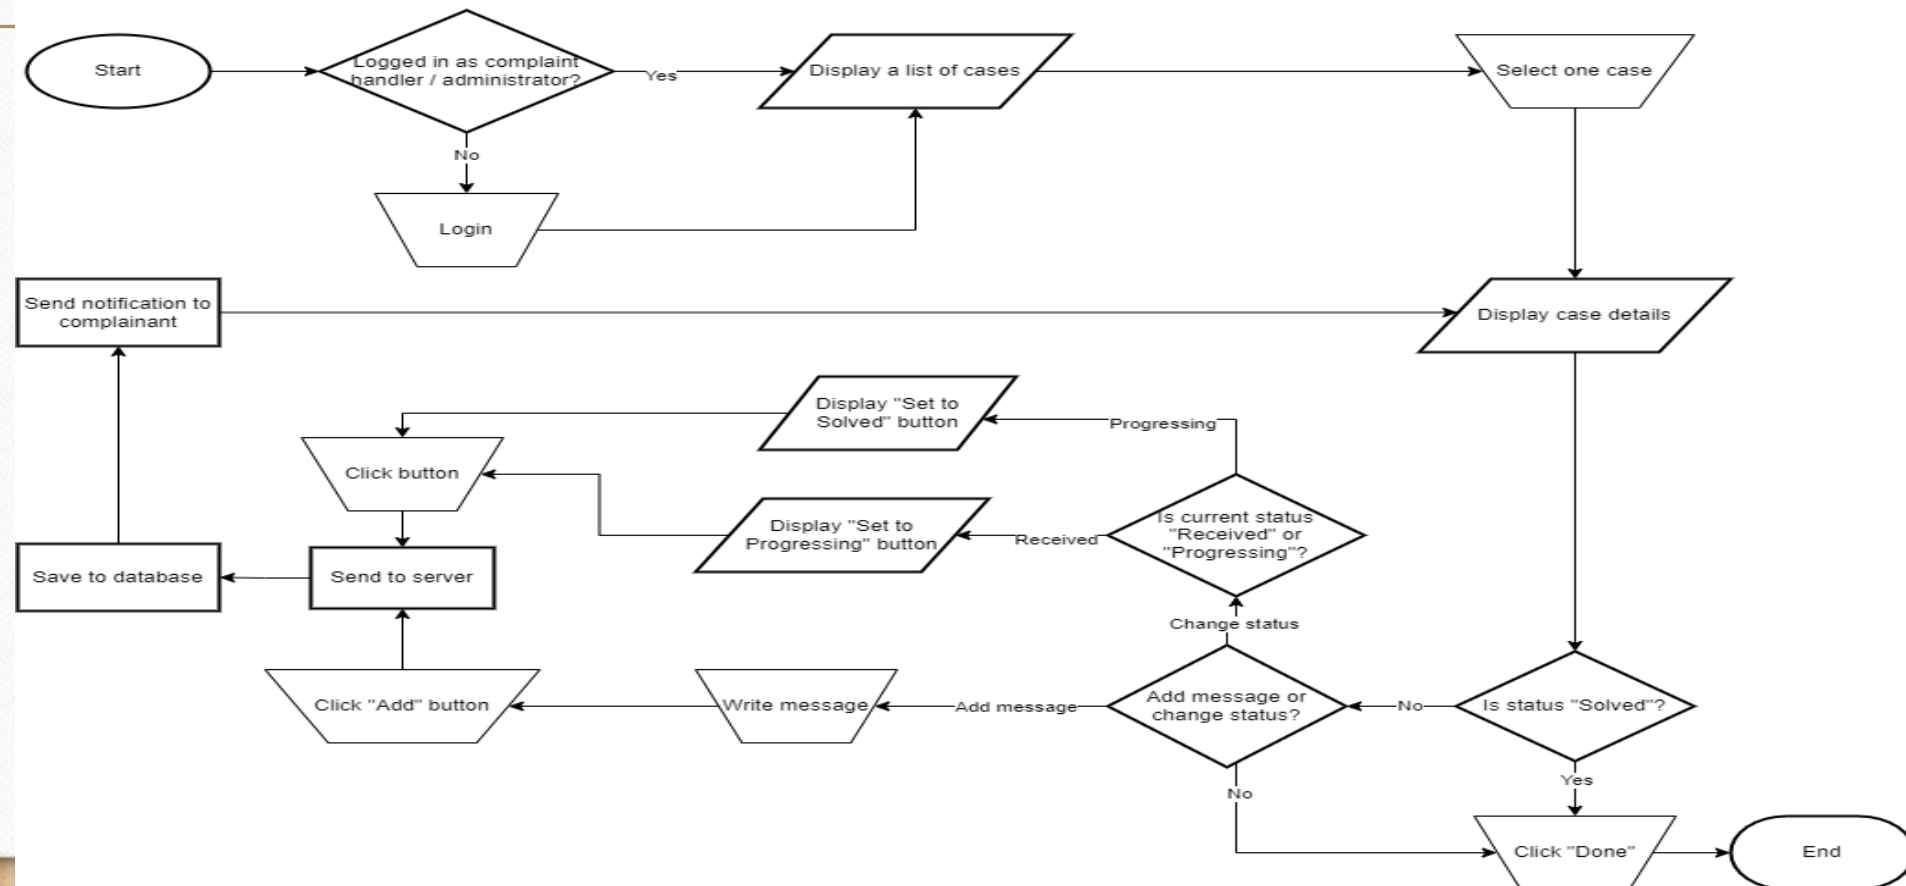 Start
Logged in as complaint
handler / administrator?
Yes
Display a list of cases
Select one case
No
Login
Send notification to
complainant
Display case details
Display "Set to
Solved" button
Progressing
Click button
Display "Set to
Progressing" button
Received
Is current status
"Received" or
"Progressing"?
Save to database
Send to server
Change status
Click "Add" button
Write message
Add message
Add message or
change status?
No
Is status "Solved"?
Yes
No
Click "Done"
End